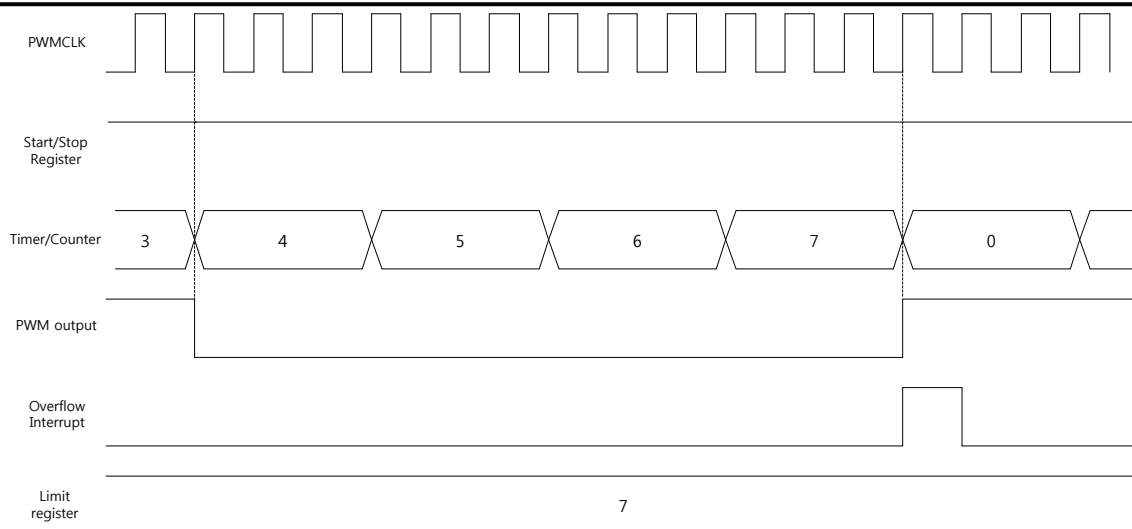 PWMCLK
Start/Stop
Register
Timer/Counter
3 4 5 6 7 0
PWM output
Overflow
Interrupt
Limit
register
7